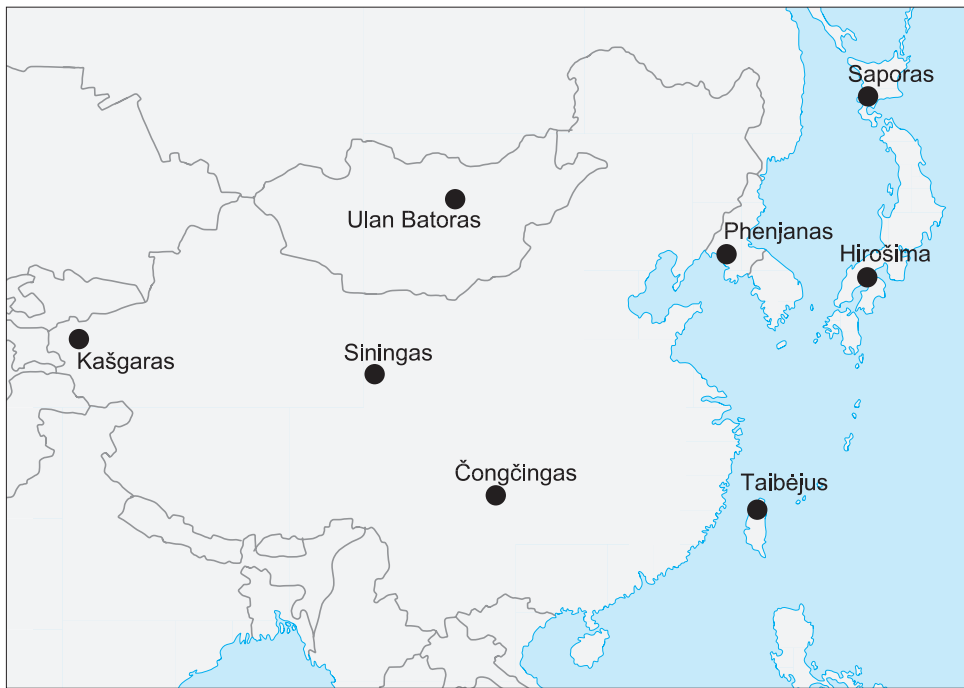 Saporas
Ulan Batoras
Phenjanas
Hirošima
Kašgaras
Siningas
Čongčingas
Taibėjus